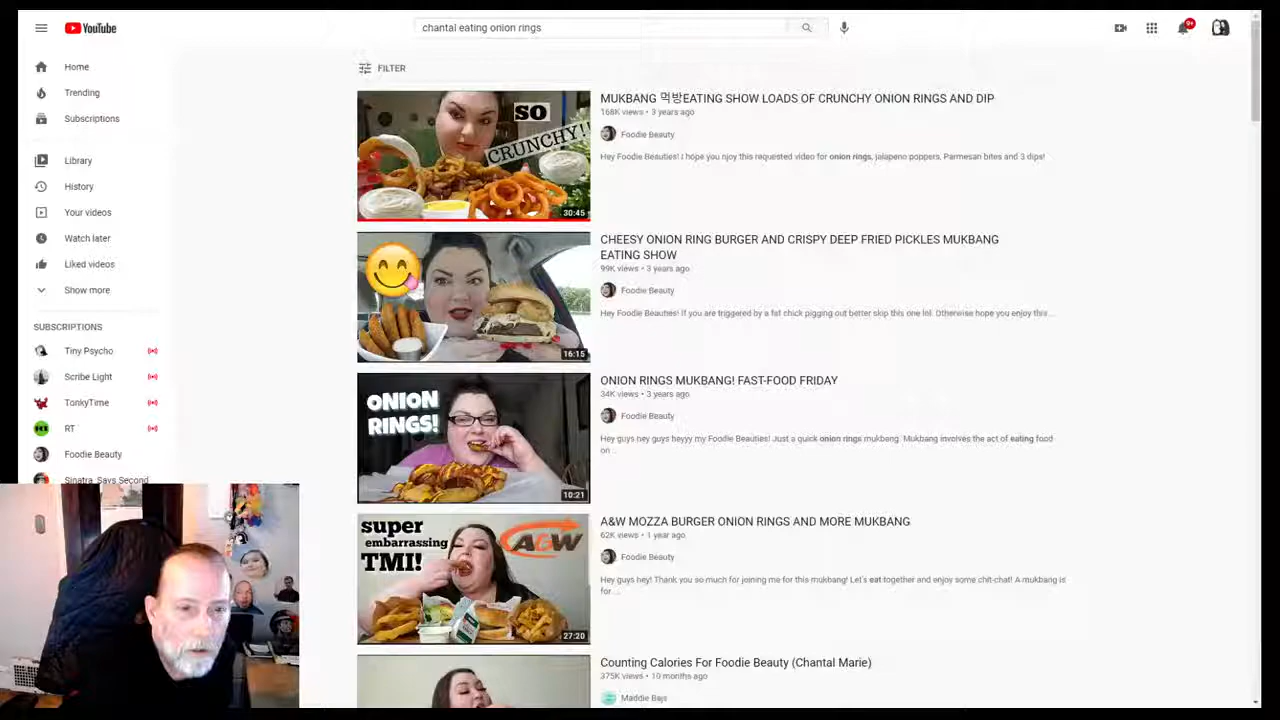 YouTube
chantal eating onion rings
9+
Home
Trending
Subscriptions
Library
History
Your videos
Watch later
Liked videos
Show more
SUBSCRIPTIONS
Tiny Psycho
Scribe Light
TonkyTime
RT
Foodie Beauty
Sinatra_Says Second
FILTER
SO
CRUNCHY!!
30:45
MUKBANG 먹방EATING SHOW LOADS OF CRUNCHY ONION RINGS AND DIP
168K views • 3 years ago
Foodie Beauty
Hey Foodie Beauties! I hope you njoy this requested video for onion rings, jalapeno poppers, Parmesan bites and 3 dips!
16:15
CHEESY ONION RING BURGER AND CRISPY DEEP FRIED PICKLES MUKBANG
EATING SHOW
99K views • 3 years ago
Foodie Beauty
Hey Foodie Beauties! If you are triggered by a fat chick pigging out better skip this one lol. Otherwise hope you enjoy this...
ONION
RINGS!
10:21
ONION RINGS MUKBANG! FAST-FOOD FRIDAY
34K views • 3 years ago
Foodie Beauty
Hey guys hey guys heyyy my Foodie Beauties! Just a quick onion rings mukbang. Mukbang involves the act of eating food
on ...
super
embarrassing
TMI!
A&W
27:20
A&W MOZZA BURGER ONION RINGS AND MORE MUKBANG
62K views • 1 year ago
Foodie Beauty
Hey guys hey! Thank you so much for joining me for this mukbang! Let's eat together and enjoy some chit-chat! A mukbang is
for...
Counting Calories For Foodie Beauty (Chantal Marie)
375K views • 10 months ago
Maddie Bajs